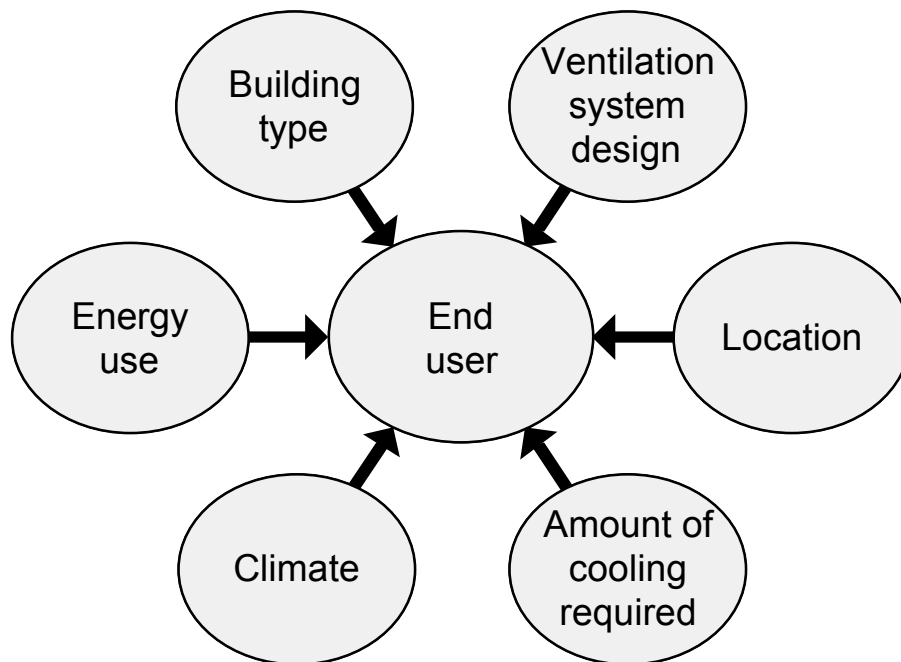 Building
type
Ventilation
system
design
Energy
use
End
user
Location
Climate
Amount of
cooling
required